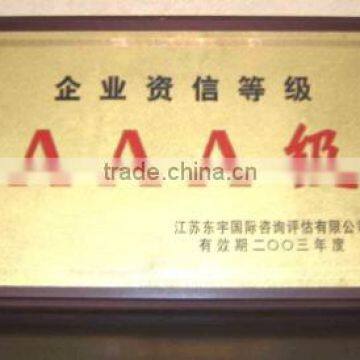 企业资信等级
AAA级
trade.china.cn
江苏东宇国际咨询评估有限公司
有效期二〇〇三年度